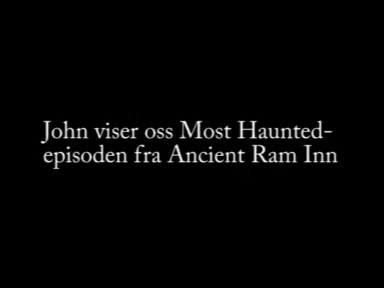 John viser oss Most Haunted-
episoden fra Ancient Ram Inn